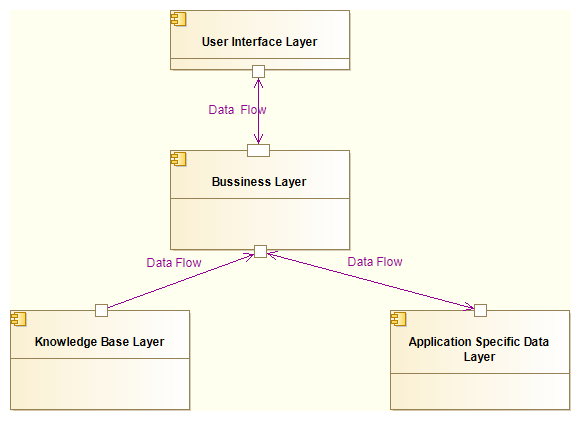 User Interface Layer
Data Flow
Bussiness Layer
Data Flow
Data Flow
Knowledge Base Layer
Application Specific Data
Layer